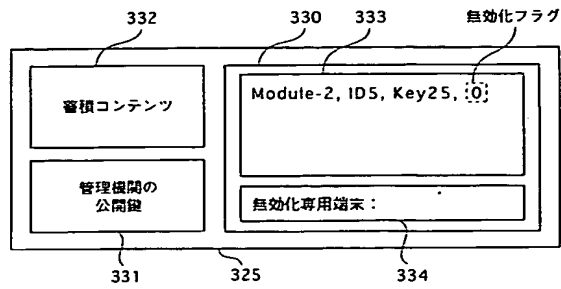 332
330
333
無効化フラグ
蓄積コンテンツ
Module-2, ID5, Key25, 0
管理機関の
公開鍵
無効化専用端末:
331
325
334